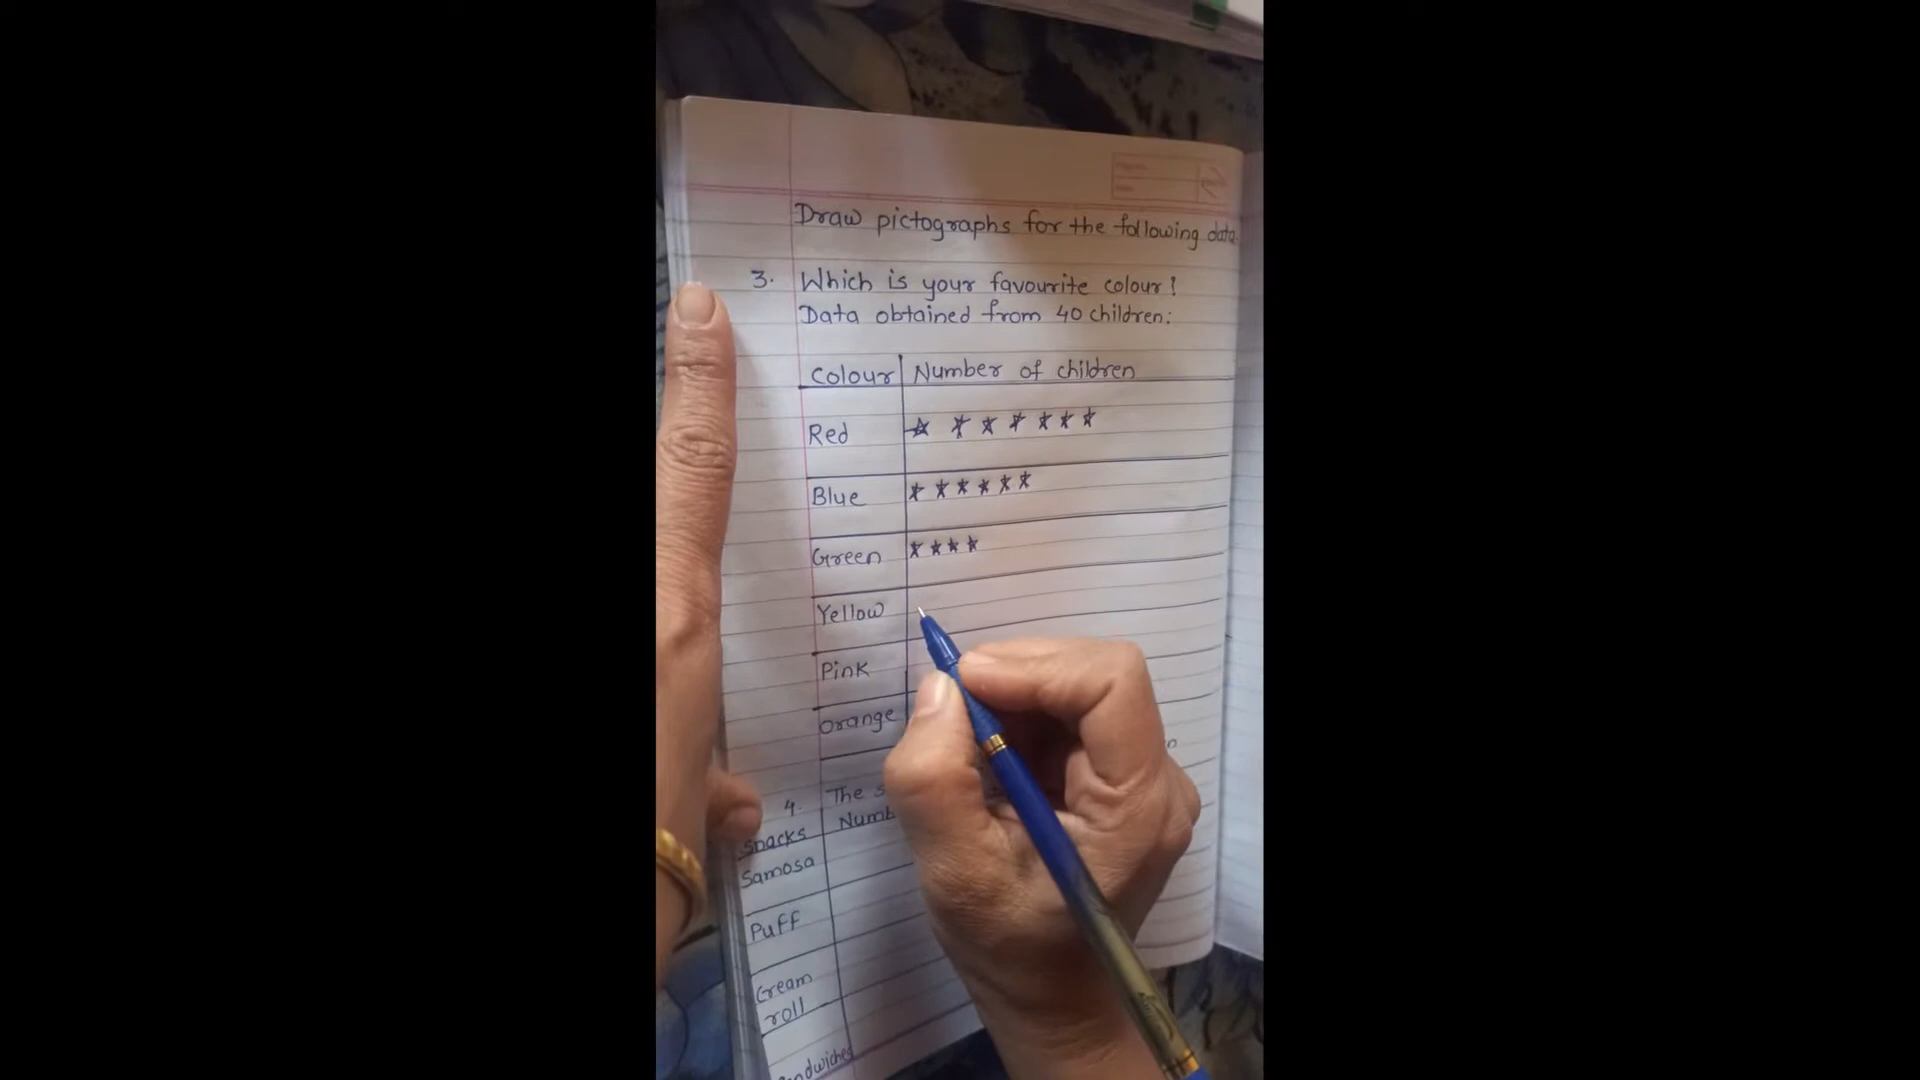 Draw pictographs for the following data.
3. Which is your favourite colour!
Data obtained from 40 children:
Colour Number of children
Red
Blue
Green
Yellow
Pink
Orange
4. The
Numb
Snacks
Samosa
Puff
Cream
roll